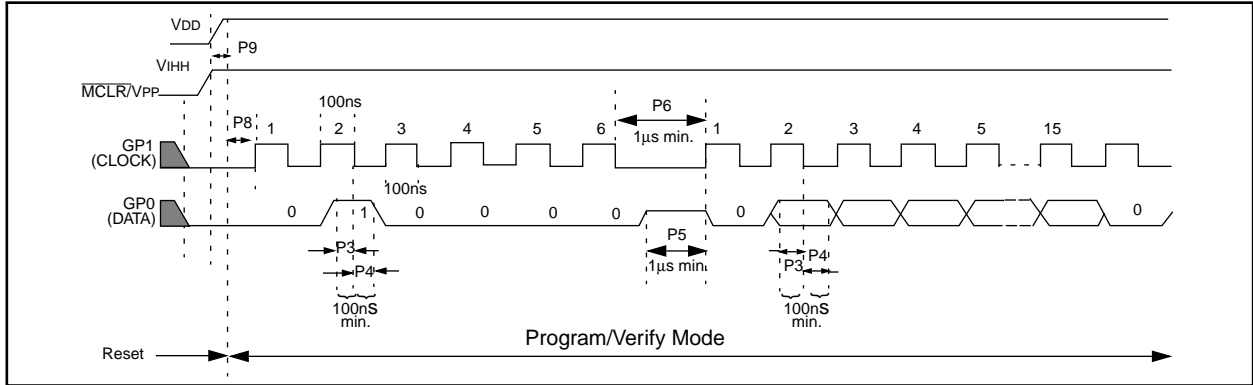 VDD
P9
VIHH
MCLR/VPP
100ns
P6
P8
1 2 3 4 5 6 1 2 3 4 5 15
1µs min.
GP1
(CLOCK)
100ns
GP0
(DATA)
0 1 0 0 0 0 0 0
P5
P3
P4
1µs min.
P4
P3
100ns
min.
100ns
min.
Program/Verify Mode
Reset